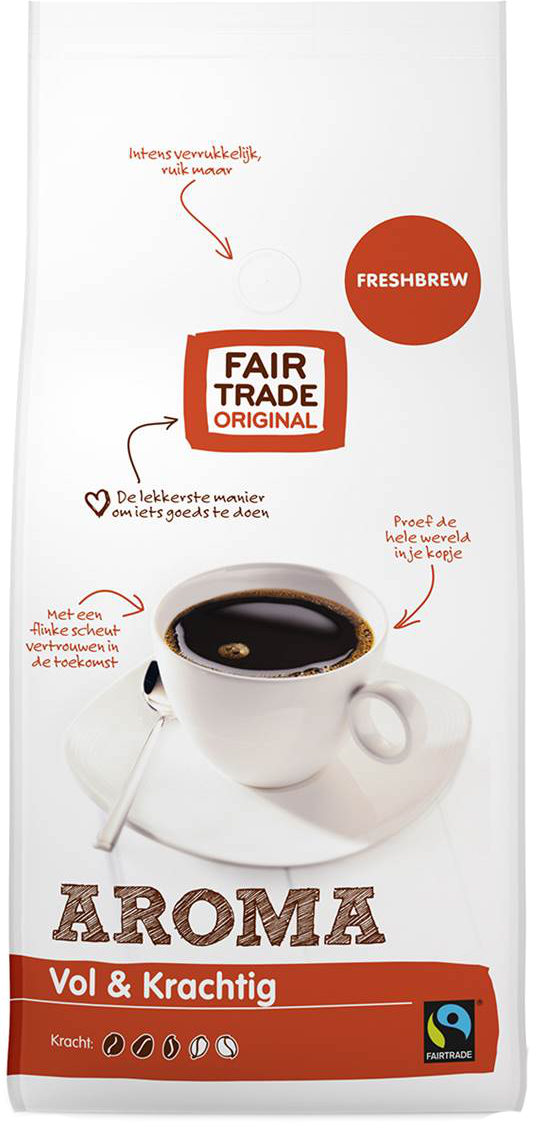 Intens verrukkelijk,
ruik maar
FRESHBREW
FAIR
TRADE
ORIGINAL
De lekkerste manier
om iets goeds te doen
Proef de
hele wereld
in je kopje
Met een
flinke scheut
vertrouwen in
de toekomst
AROMA
Vol & Krachtig
Kracht:
FAIRTRADE
®